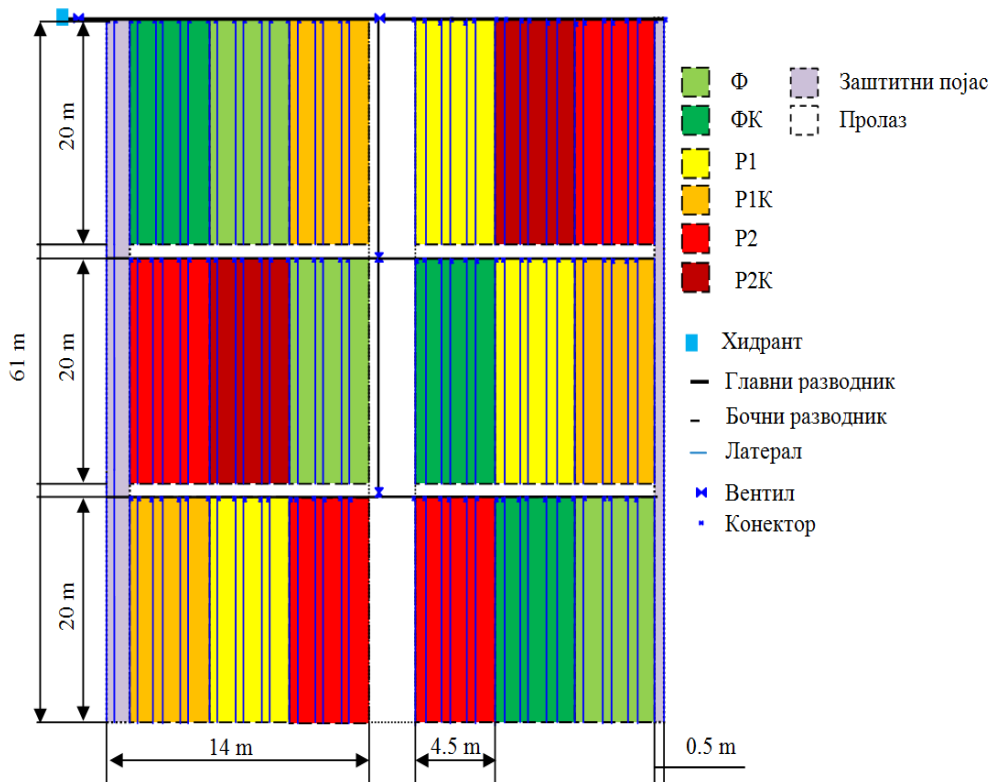 20 m
20 m
20 m
61 m
14 m
4.5 m
0.5 m
Ф
ФК
Р1
Р1К
Р2
Р2К
Заштитни појас
Пролаз
Хидрант
Главни разводник
Бочни разводник
Латерал
Вентил
Конектор